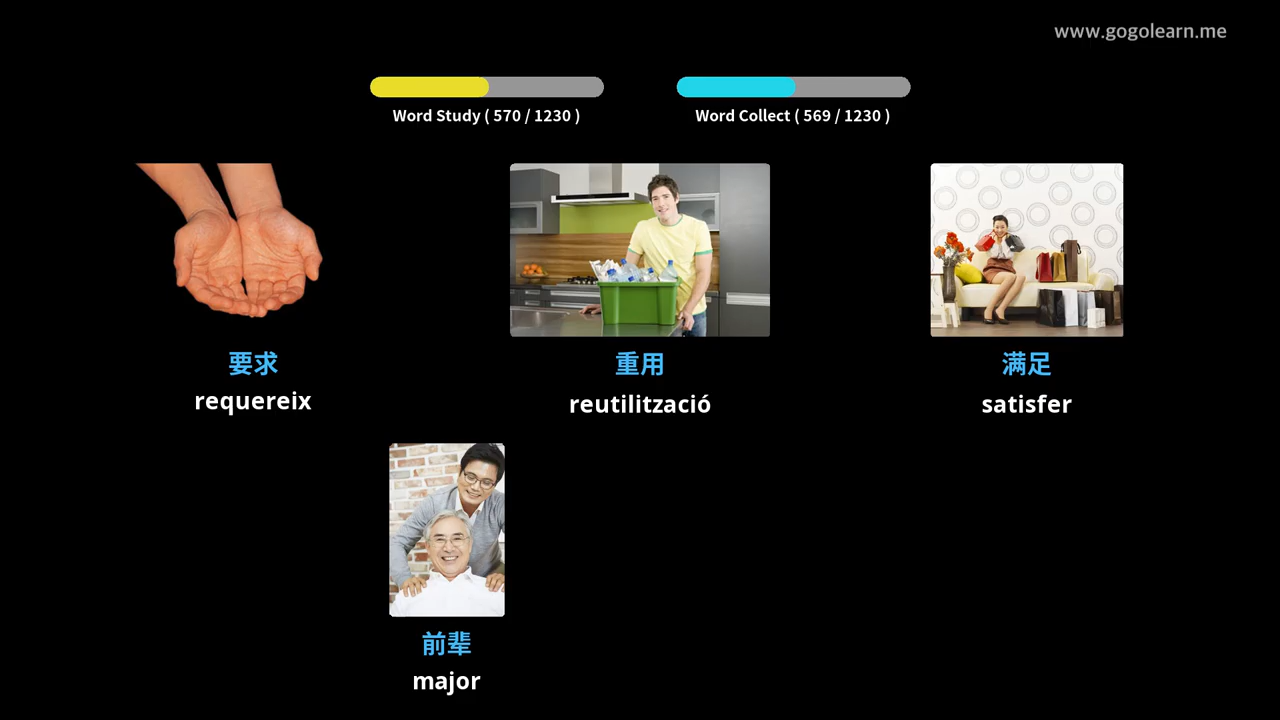 www.gogolearn.me
Word Study ( 570 / 1230 )
Word Collect ( 569 / 1230 )
要求
requereix
重用
reutilització
满足
satisfer
前辈
major